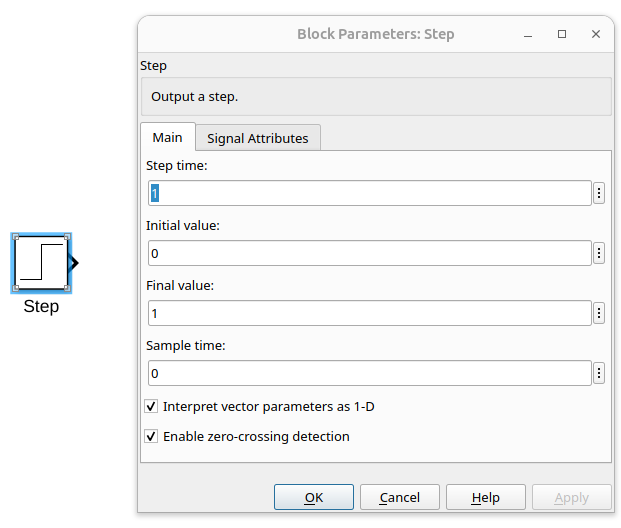 Block Parameters: Step
Step
Output a step.
Main
Signal Attributes
Step time:
1
Initial value:
0
Final value:
1
Sample time:
0
Interpret vector parameters as 1-D
Enable zero-crossing detection
OK
Cancel
Help
Apply
Step